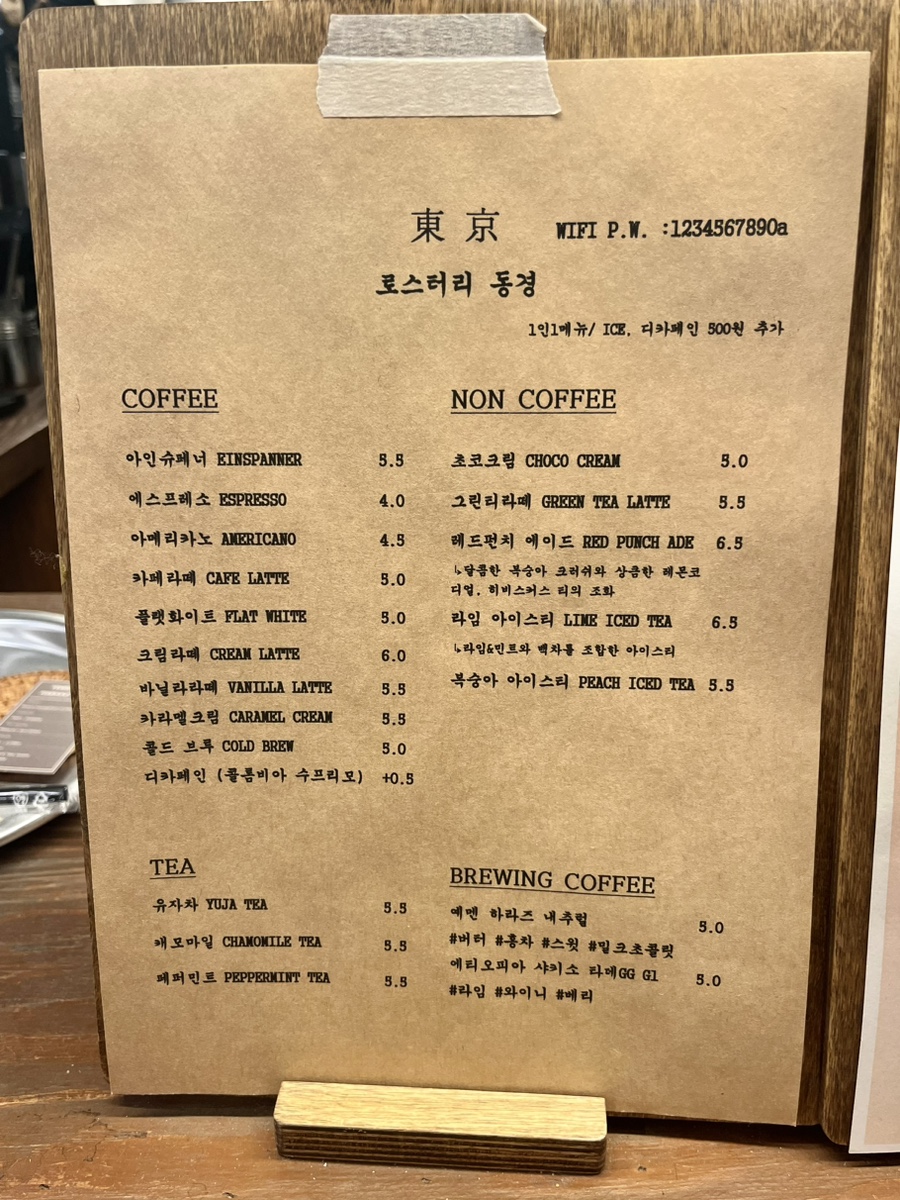 東京
WIFI P.W. :1234567890a
로스터리 동경
1인1메뉴/ ICE, 디카페인 500원 추가
COFFEE
아인슈페너 EINSPANNER 5.5
에스프레소 ESPRESSO 4.0
아메리카노 AMERICANO 4.5
카페라떼 CAFE LATTE 5.0
플랫화이트 FLAT WHITE 5.0
크림라떼 CREAM LATTE 6.0
바닐라라떼 VANILLA LATTE 5.5
카라멜크림 CARAMEL CREAM 5.5
콜드 브루 COLD BREW 5.0
디카페인 (콜롬비아 수프리모) +0.5
NON COFFEE
초코크림 CHOCO CREAM 5.0
그린티라떼 GREEN TEA LATTE 5.5
레드펀치 에이드 RED PUNCH ADE 6.5
↳달콤한 복숭아 크러쉬와 상큼한 레몬코
디얼, 히비스커스 티의 조화
라임 아이스티 LIME ICED TEA 6.5
↳라임&민트와 백차를 조합한 아이스티
복숭아 아이스티 PEACH ICED TEA 5.5
TEA
유자차 YUJA TEA 5.5
캐모마일 CHAMOMILE TEA 5.5
페퍼민트 PEPPERMINT TEA 5.5
BREWING COFFEE
예멘 하라즈 내추럴 5.0
#버터 #홍차 #스윗 #밀크초콜릿
에티오피아 샤키소 타데GG G1 5.0
#라임 #와이니 #베리